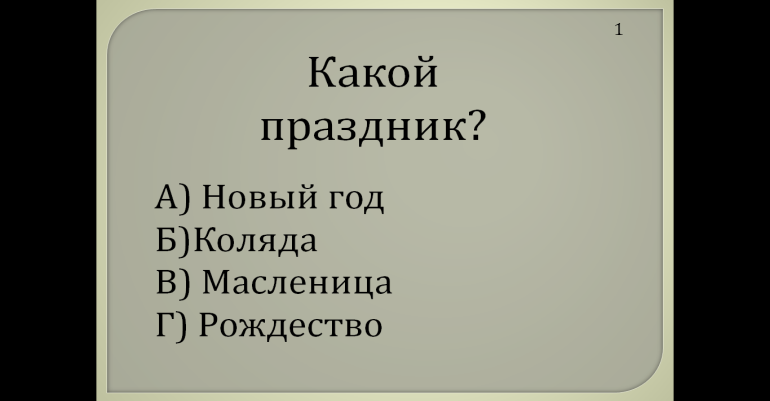 1
Какой
праздник?
А) Новый год
Б)Коляда
В) Масленица
Г) Рождество